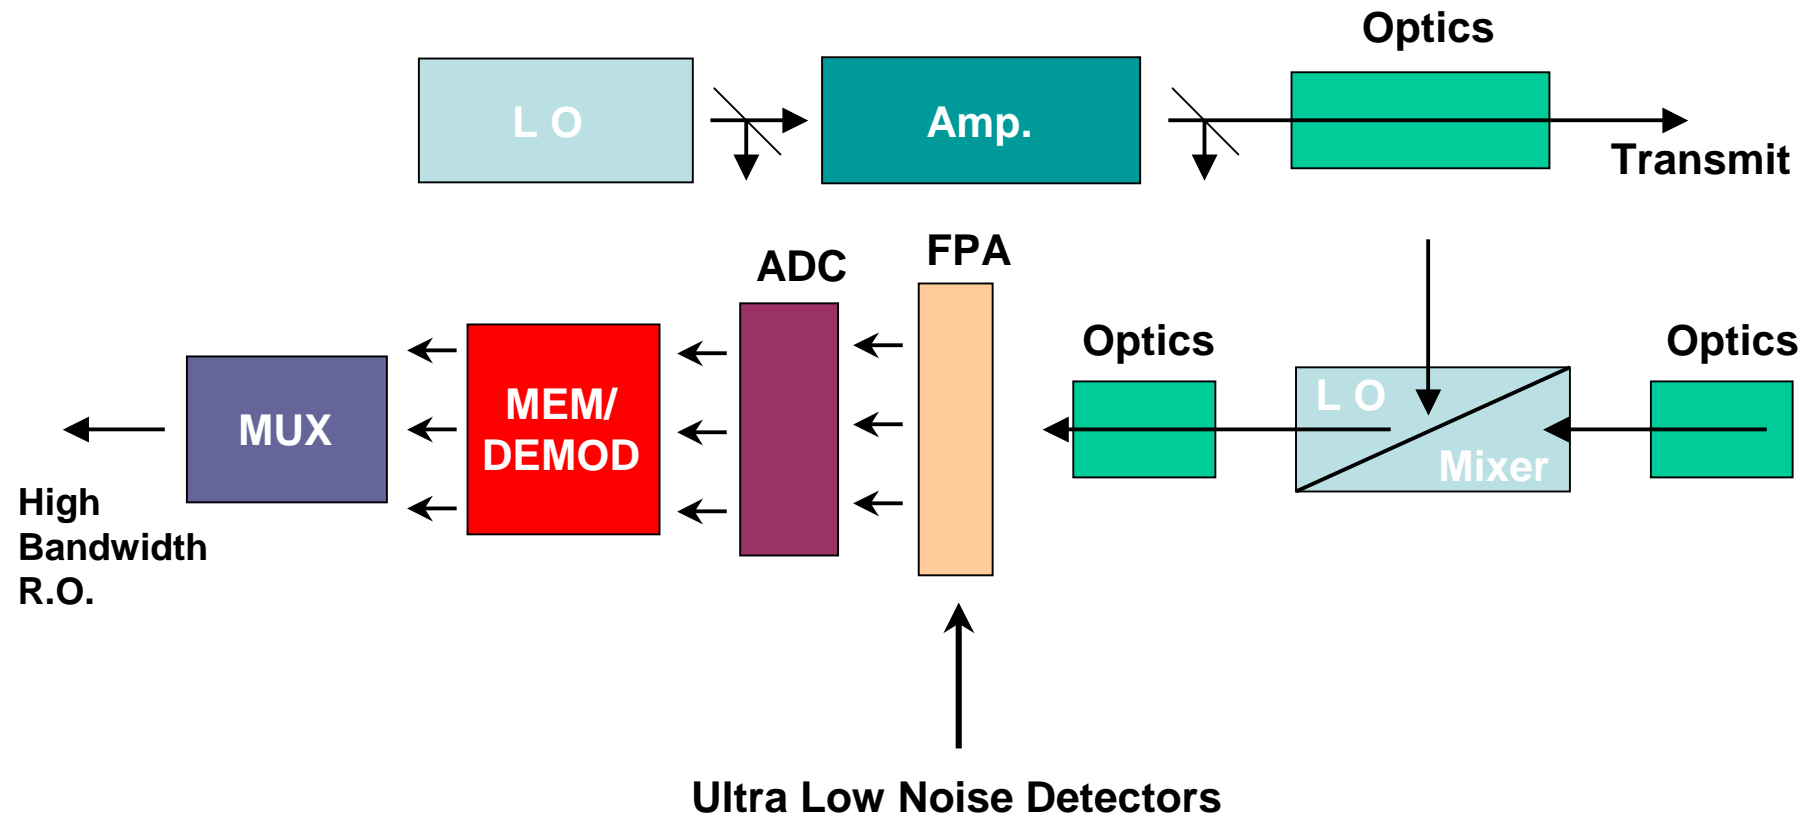 Optics
L O
Amp.
Transmit
ADC
FPA
Optics
Optics
MUX
MEM/
DEMOD
L O
Mixer
High
Bandwidth
R.O.
Ultra Low Noise Detectors